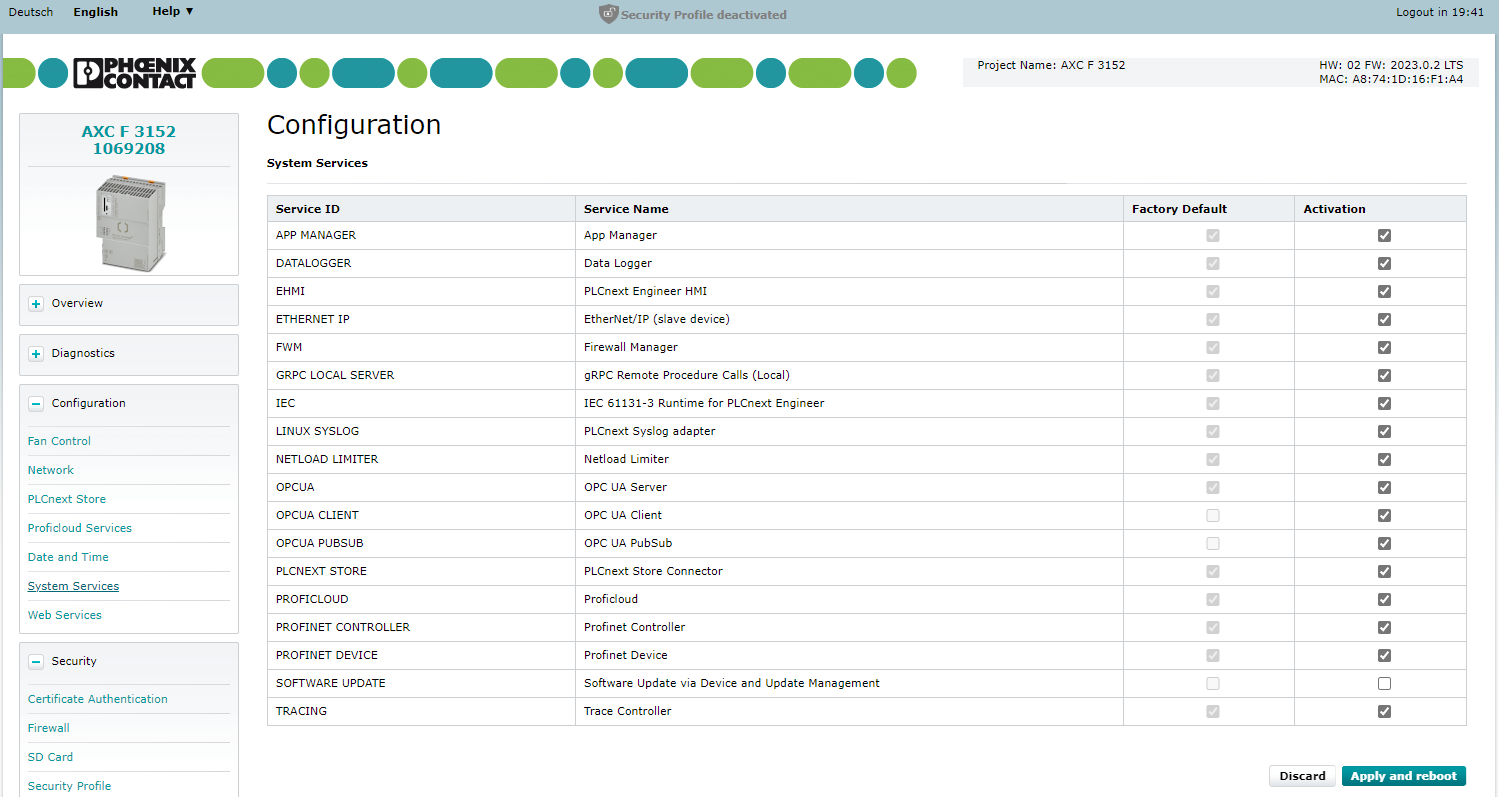 Deutsch English Help ▼ Security Profile deactivated Logout in 19:41
PHŒNIX
CONTACT
Project Name: AXC F 3152 HW: 02 FW: 2023.0.2 LTS
MAC: A8:74:1D:16:F1:A4
AXC F 3152
1069208
Overview
Diagnostics
Configuration
Fan Control
Network
PLCnext Store
Proficloud Services
Date and Time
System Services
Web Services
Security
Certificate Authentication
Firewall
SD Card
Security Profile
Configuration
System Services
Service ID Service Name Factory Default Activation
APP MANAGER App Manager
DATALOGGER Data Logger
EHMI PLCnext Engineer HMI
ETHERNET IP EtherNet/IP (slave device)
FWM Firewall Manager
GRPC LOCAL SERVER gRPC Remote Procedure Calls (Local)
IEC IEC 61131-3 Runtime for PLCnext Engineer
LINUX SYSLOG PLCnext Syslog adapter
NETLOAD LIMITER Netload Limiter
OPCUA OPC UA Server
OPCUA CLIENT OPC UA Client
OPCUA PUBSUB OPC UA PubSub
PLCNEXT STORE PLCnext Store Connector
PROFICLOUD Proficloud
PROFINET CONTROLLER Profinet Controller
PROFINET DEVICE Profinet Device
SOFTWARE UPDATE Software Update via Device and Update Management
TRACING Trace Controller
Discard Apply and reboot